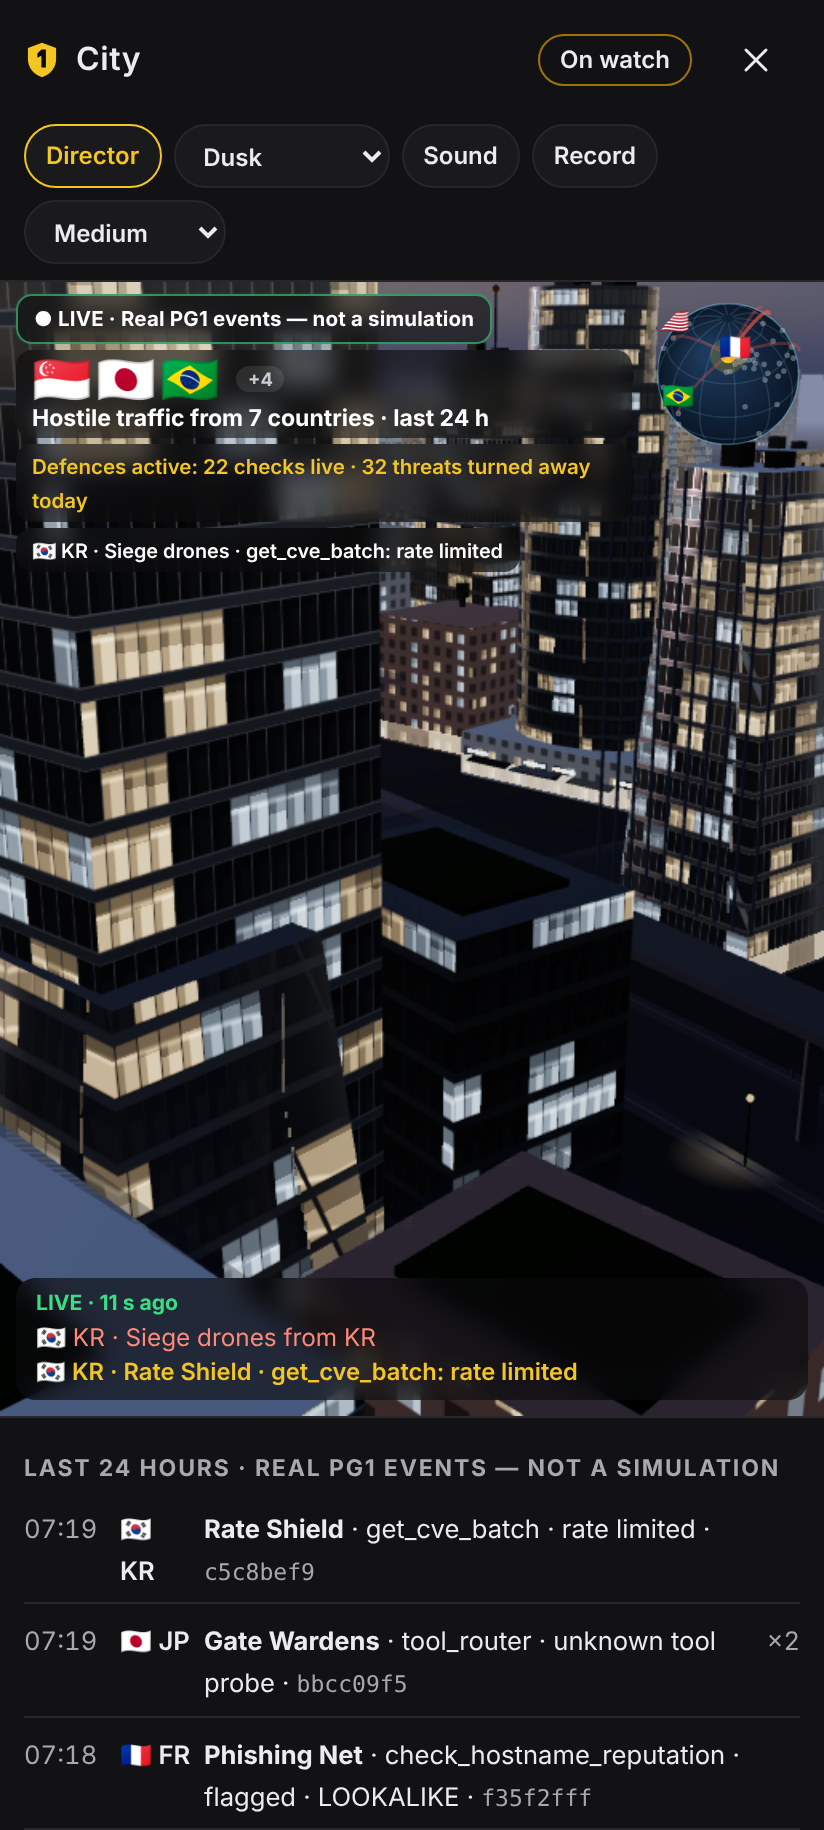 1 City
On watch
Director
Dusk
Sound
Record
Medium
LIVE · Real PG1 events — not a simulation
+4
Hostile traffic from 7 countries · last 24 h
Defences active: 22 checks live · 32 threats turned away
today
KR · Siege drones · get_cve_batch: rate limited
LIVE · 11 s ago
KR · Siege drones from KR
KR · Rate Shield · get_cve_batch: rate limited
LAST 24 HOURS · REAL PG1 EVENTS — NOT A SIMULATION
07:19 KR Rate Shield · get_cve_batch · rate limited ·
c5c8bef9
07:19 JP Gate Wardens · tool_router · unknown tool ×2
probe · bbcc09f5
07:18 FR Phishing Net · check_hostname_reputation ·
flagged · LOOKALIKE · f35f2fff